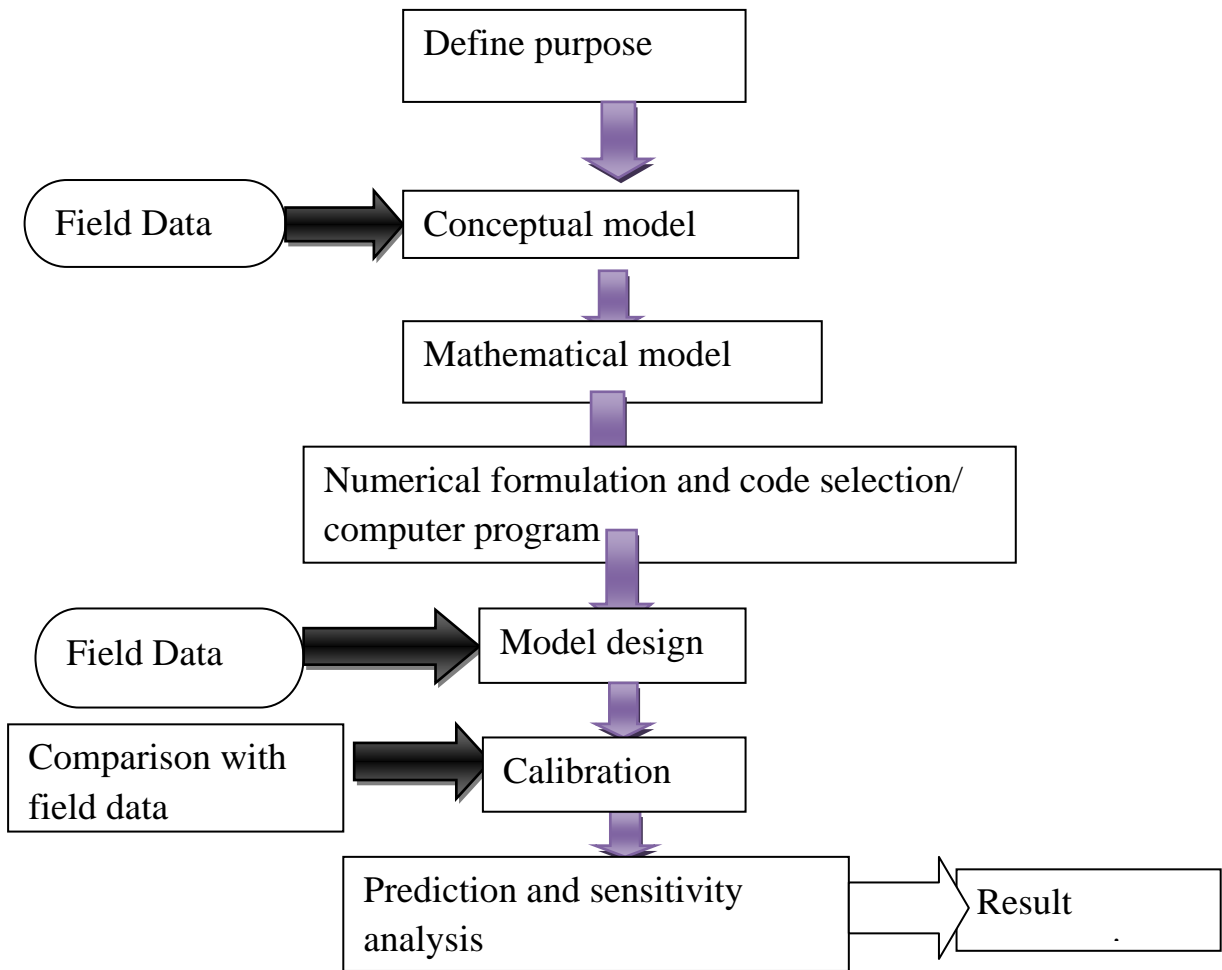 Define purpose
Field Data
Conceptual model
Mathematical model
Numerical formulation and code selection/
computer program
Field Data
Model design
Comparison with
field data
Calibration
Prediction and sensitivity
analysis
Result